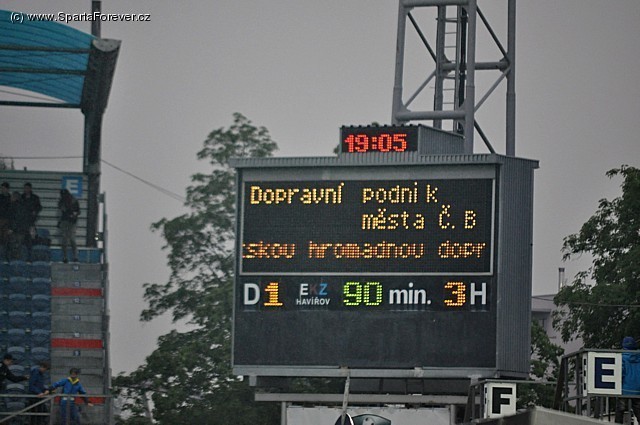 (c) www.SpartaForever.cz
19:05
Dopravní podnik
města Č.B
skou hromadnou dopr
D 1 EKZ HAVÍŘOV 90 min. 3 H
E
F